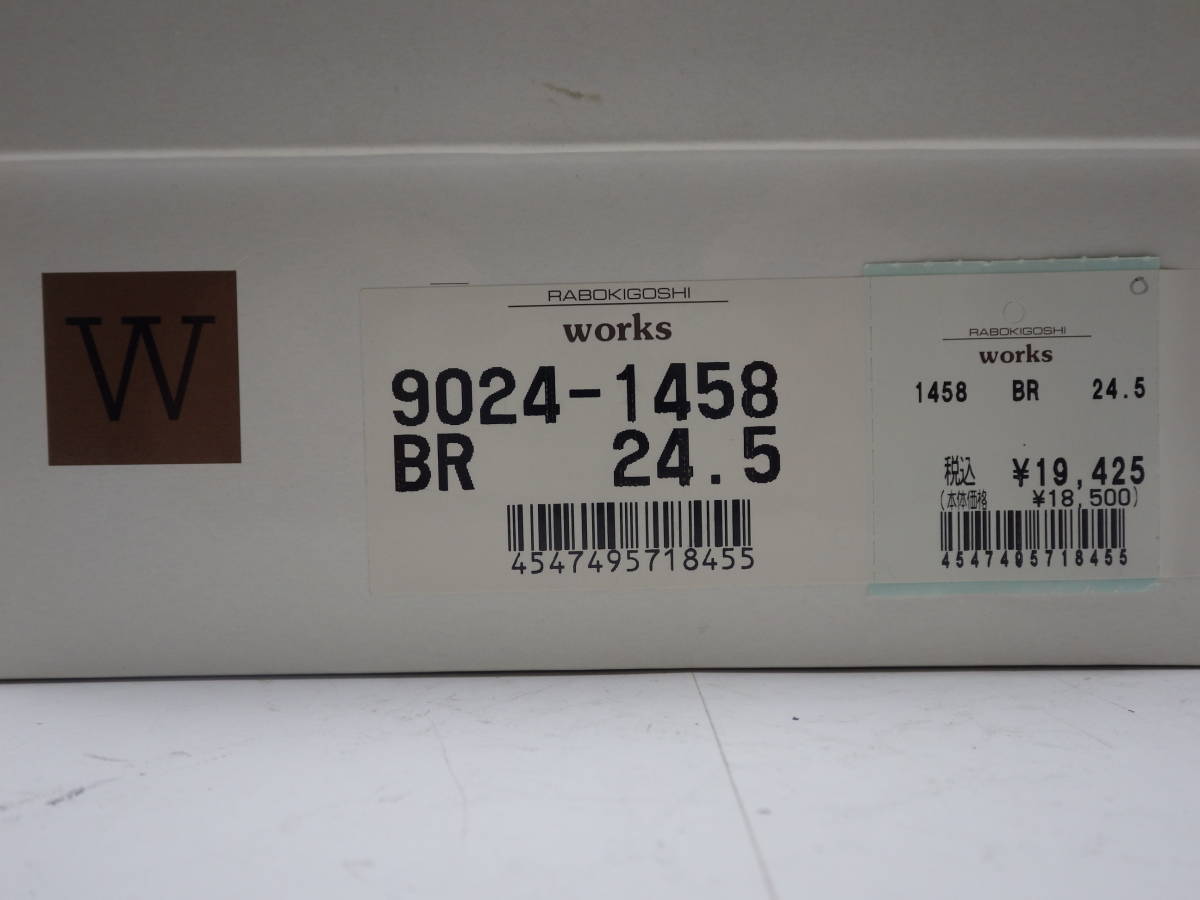 W
RABOKIGOSHI
works
9024-1458
BR 24.5
4547495718455
RABOKIGOSHI
works
1458 BR 24.5
税込 ¥19,425
(本体価格 ¥18,500)
4547495718455